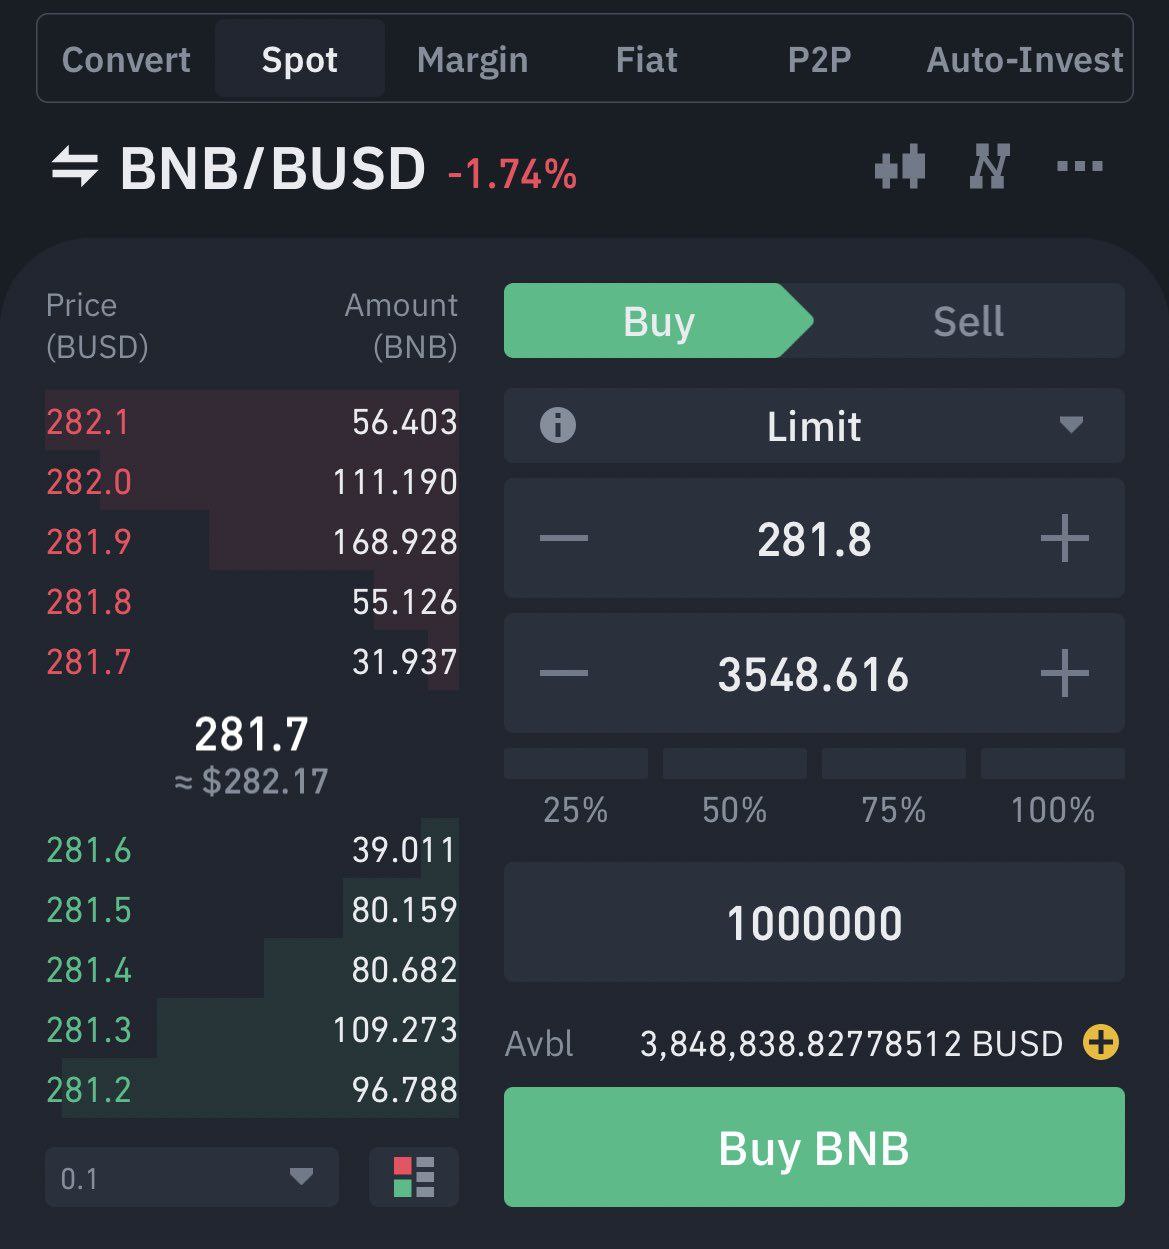 Convert Spot Margin Fiat P2P Auto-Invest
BNB/BUSD -1.74%
Price Amount
(BUSD) (BNB)
282.1 56.403
282.0 111.190
281.9 168.928
281.8 55.126
281.7 31.937
281.7
≈ $282.17
281.6 39.011
281.5 80.159
281.4 80.682
281.3 109.273
281.2 96.788
0.1
Buy Sell
Limit
281.8
3548.616
25% 50% 75% 100%
1000000
Avbl 3,848,838.82778512 BUSD
Buy BNB